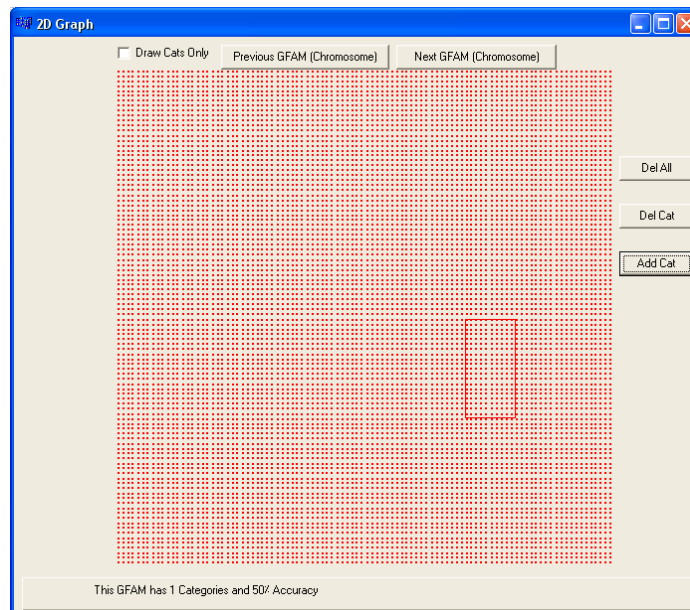 2D Graph
Draw Cats Only
Previous GFAM (Chromosome)
Next GFAM (Chromosome)
Del All
Del Cat
Add Cat
This GFAM has 1 Categories and 50% Accuracy